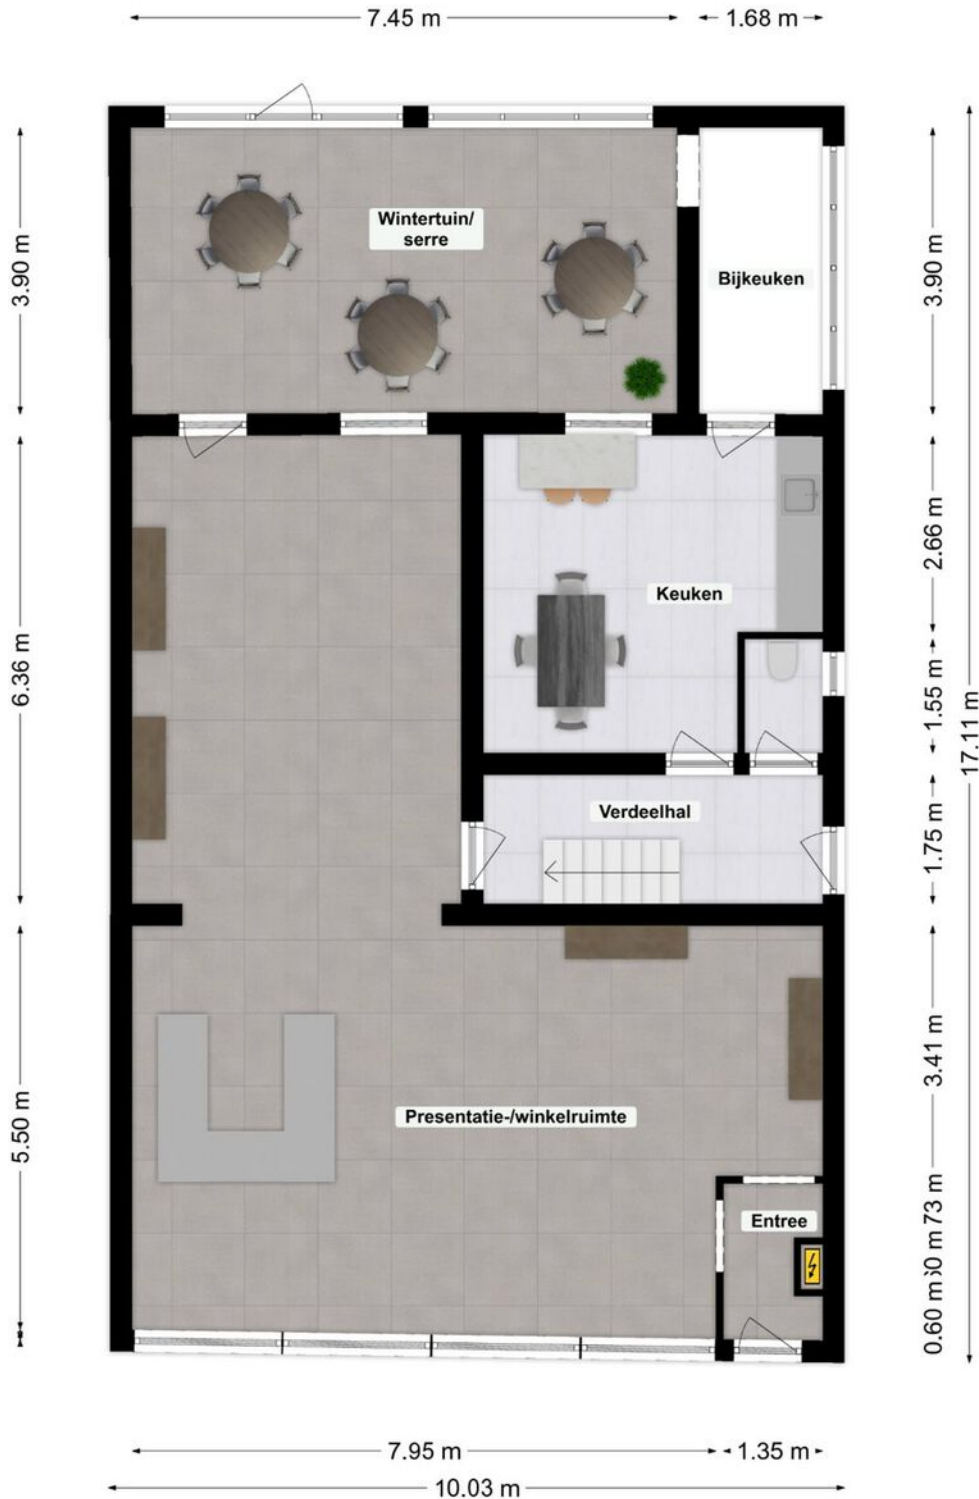 7.45 m
1.68 m
Wintertuin/
serre
Bijkeuken
3.90 m
3.90 m
Keuken
2.66 m
6.36 m
1.55 m
17.11 m
Verdeelhal
1.75 m
3.41 m
Presentatie-/winkelruimte
5.50 m
Entree
73 m
0.60 m
7.95 m
1.35 m
10.03 m